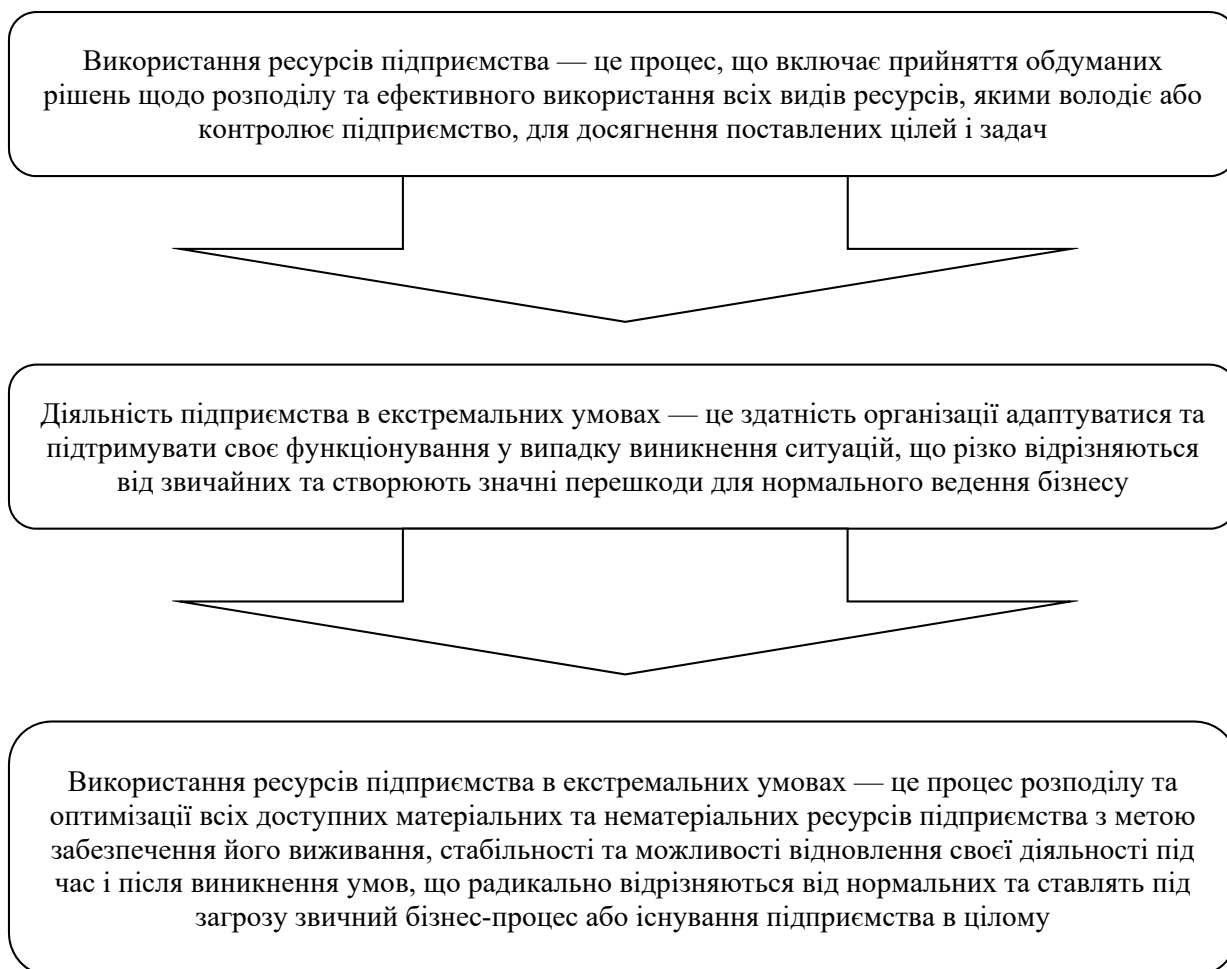 Використання ресурсів підприємства — це процес, що включає прийняття обдуманих
рішень щодо розподілу та ефективного використання всіх видів ресурсів, якими володіє або
контролює підприємство, для досягнення поставлених цілей і задач
Діяльність підприємства в екстремальних умовах — це здатність організації адаптуватися та
підтримувати своє функціонування у випадку виникнення ситуацій, що різко відрізняються
від звичайних та створюють значні перешкоди для нормального ведення бізнесу
Використання ресурсів підприємства в екстремальних умовах — це процес розподілу та
оптимізації всіх доступних матеріальних та нематеріальних ресурсів підприємства з метою
забезпечення його виживання, стабільності та можливості відновлення своєї діяльності під
час і після виникнення умов, що радикально відрізняються від нормальних та ставлять під
загрозу звичний бізнес-процес або існування підприємства в цілому